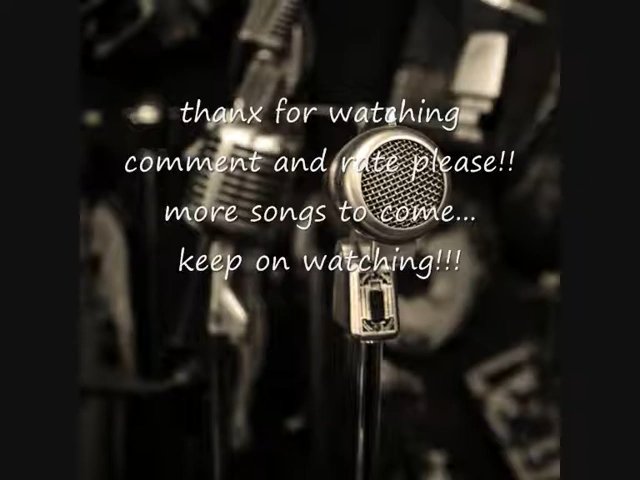 thanx for watching
comment and rate please!!
more songs to come...
keep on watching!!!